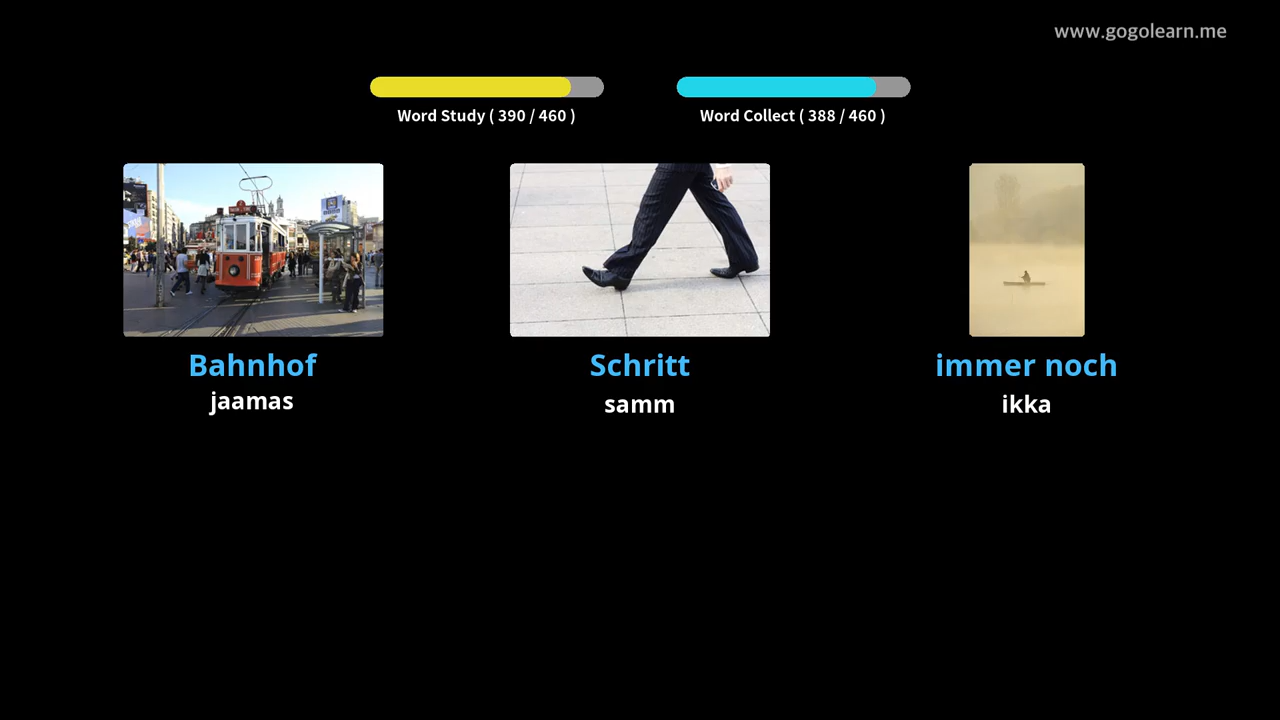 www.gogolearn.me
Word Study ( 390 / 460 )
Word Collect ( 388 / 460 )
Bahnhof
jaamas
Schritt
samm
immer noch
ikka